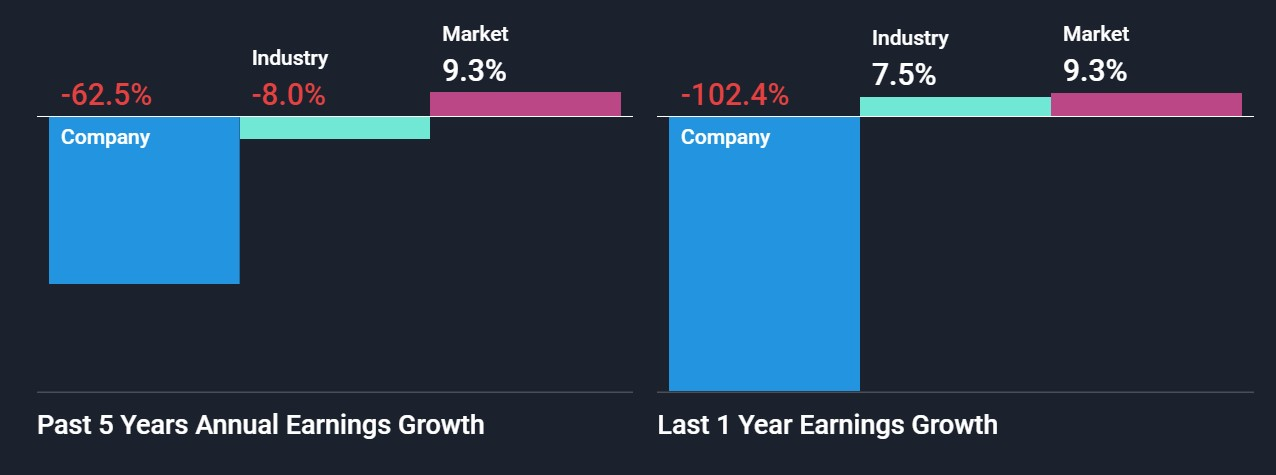 Market
Industry
9.3%
-62.5%
-8.0%
Company
Past 5 Years Annual Earnings Growth
Industry
Market
7.5%
9.3%
-102.4%
Company
Last 1 Year Earnings Growth